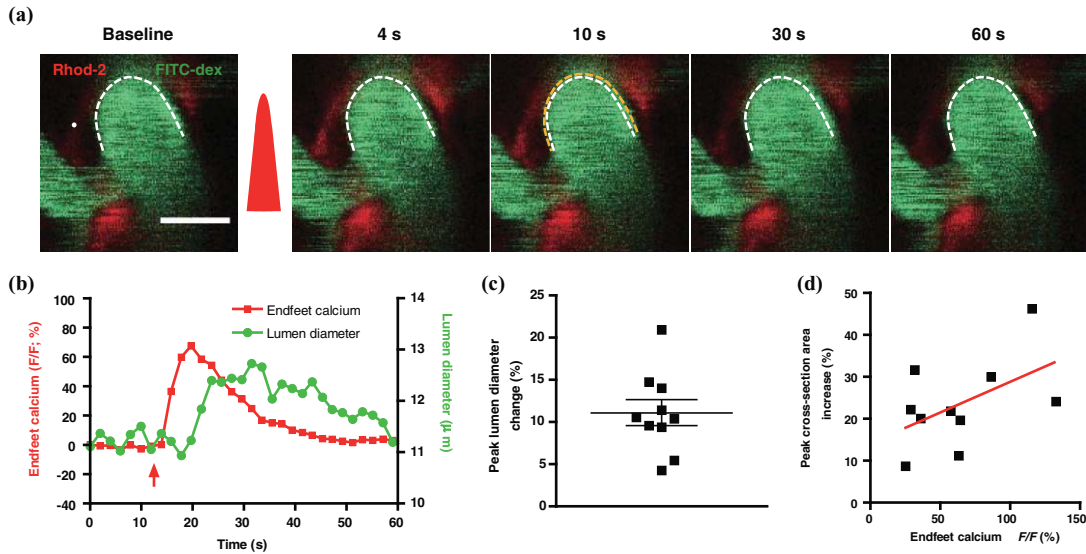 (a)
Baseline
4 s
10 s
30 s
60 s
Rhod-2
FITC-dex
(b)
Endfeet calcium (F/F; %)
100
80
60
40
20
0
-20
-40
Endfeet calcium
Lumen diameter
14
13
12
11
10
Lumen diameter (μ m)
0
10
20
30
40
50
60
Time (s)
(c)
Peak lumen diameter
change (%)
25
20
15
10
5
0
(d)
Peak cross-section area
increase (%)
50
40
30
20
10
0
0
50
100
150
Endfeet calcium F/F (%)